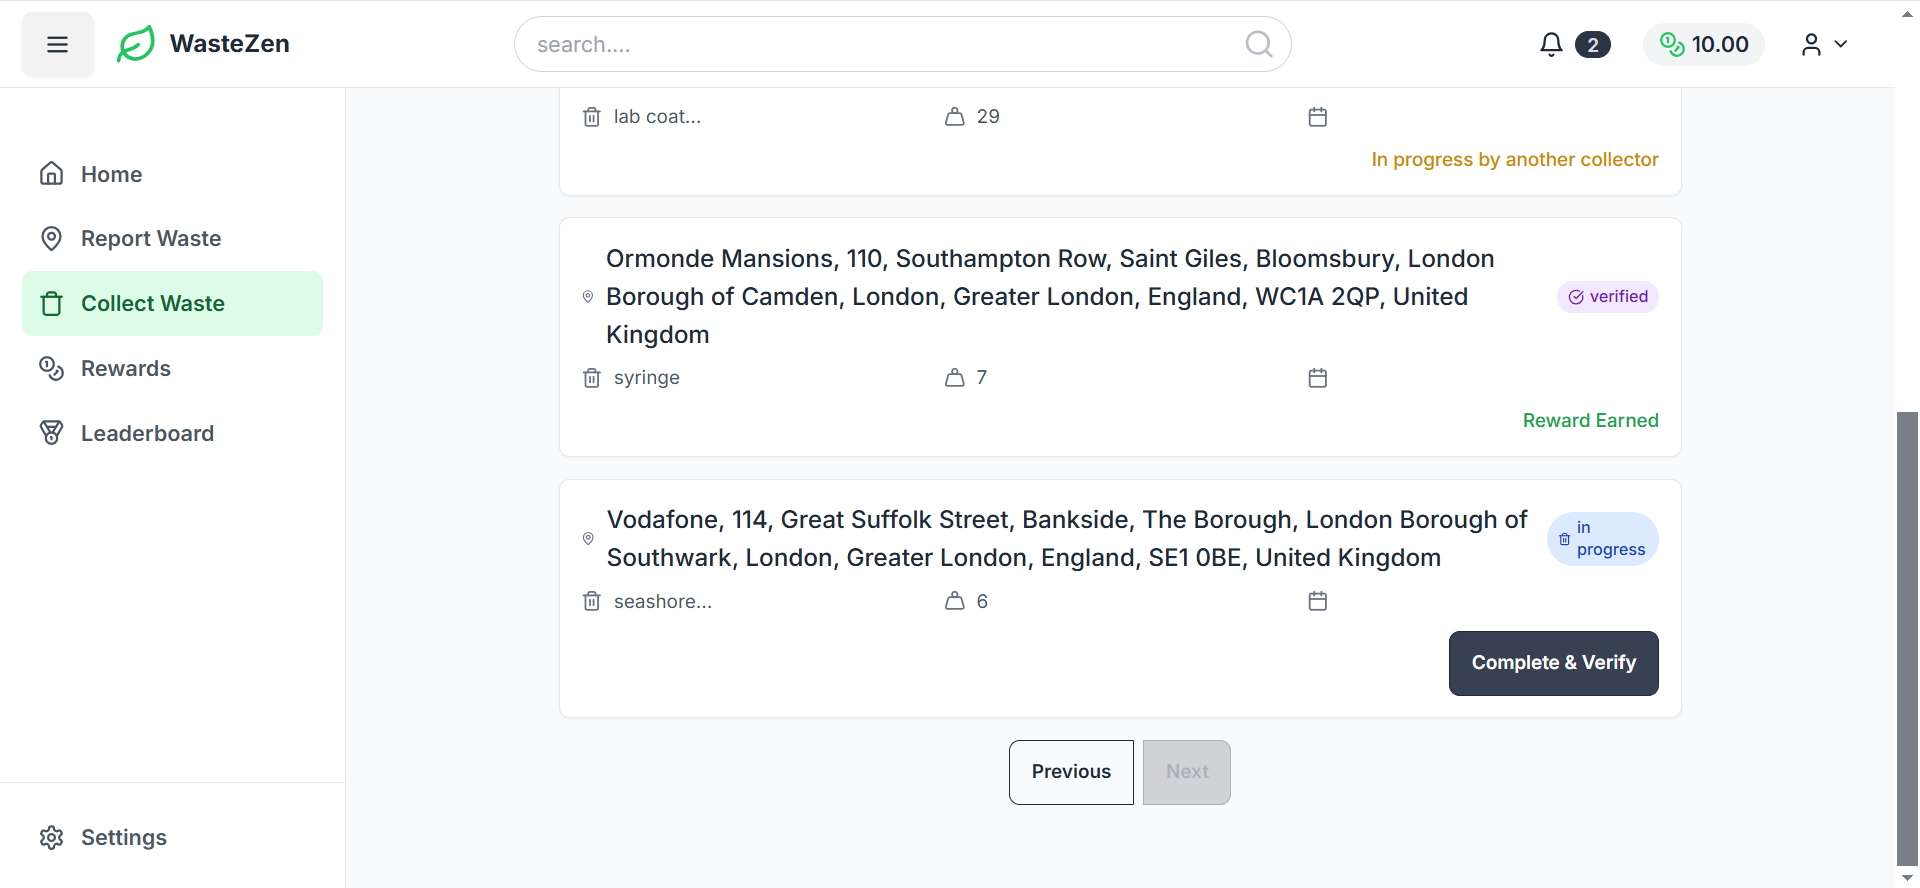 WasteZen
search....
2
10.00
Home
Report Waste
Collect Waste
Rewards
Leaderboard
Settings
lab coat...
29
In progress by another collector
Ormonde Mansions, 110, Southampton Row, Saint Giles, Bloomsbury, London
Borough of Camden, London, Greater London, England, WC1A 2QP, United
Kingdom
verified
syringe
7
Reward Earned
Vodafone, 114, Great Suffolk Street, Bankside, The Borough, London Borough of
Southwark, London, Greater London, England, SE1 0BE, United Kingdom
in
progress
seashore...
6
Complete & Verify
Previous
Next